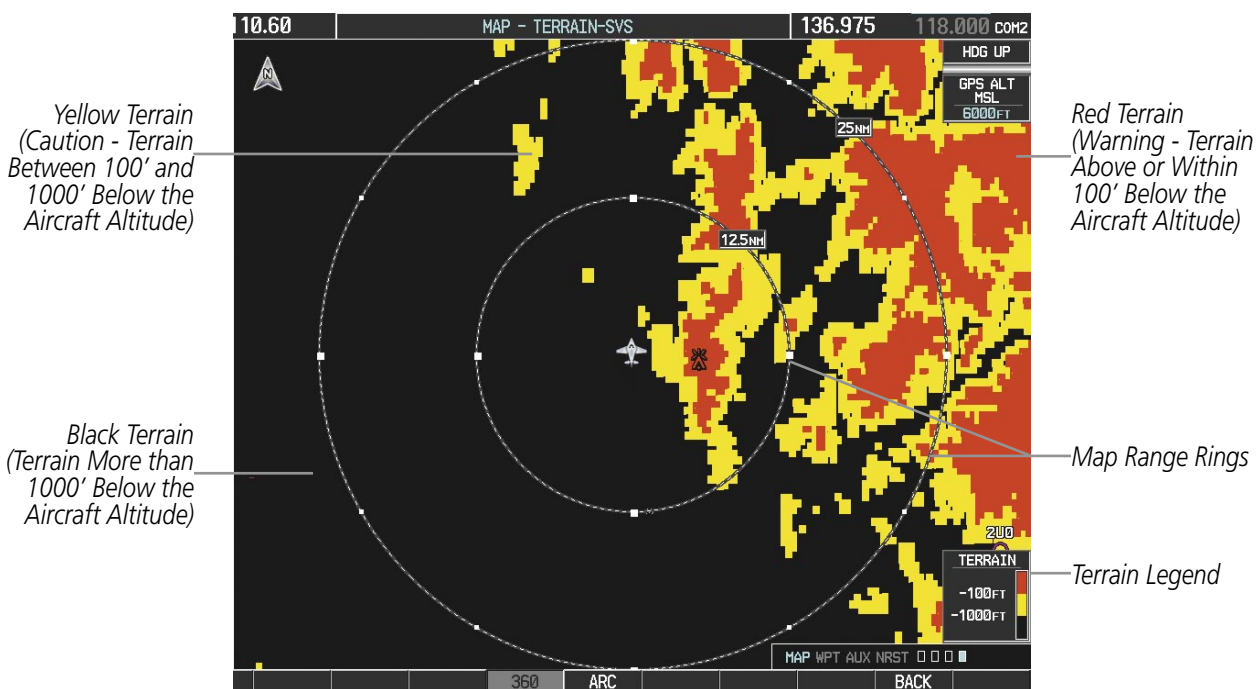 110.60 MAP - TERRAIN-SVS 136.975 118.000 COM2
HDG UP
N
GPS ALT
MSL
6000FT
Yellow Terrain
(Caution - Terrain
Between 100' and
1000' Below the
Aircraft Altitude)
Red Terrain
(Warning - Terrain
Above or Within
100' Below the
Aircraft Altitude)
25NM
12.5NM
Black Terrain
(Terrain More than
1000' Below the
Aircraft Altitude)
Map Range Rings
2U0
TERRAIN
-100FT
-1000FT
Terrain Legend
MAP WPT AUX NRST
360 ARC BACK